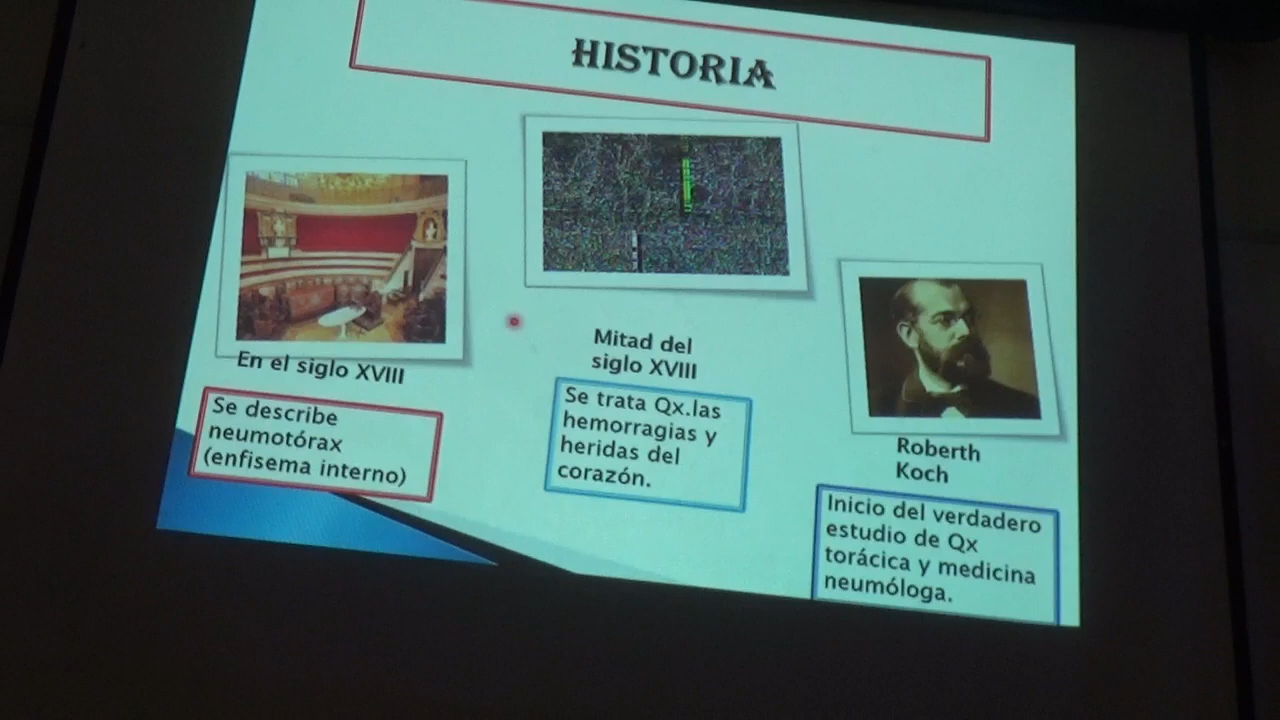 HISTORIA
En el siglo XVIII
Se describe
neumotórax
(enfisema interno)
Mitad del
siglo XVIII
Se trata Qx.las
hemorragias y
heridas del
corazón.
Roberth
Koch
Inicio del verdadero
estudio de Qx
torácica y medicina
neumóloga.